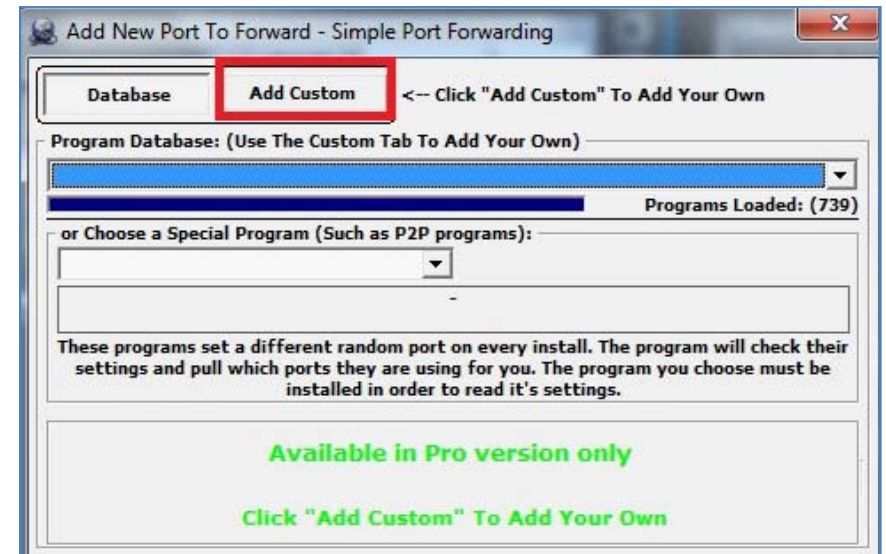 Add New Port To Forward - Simple Port Forwarding
Database
Add Custom
<-- Click "Add Custom" To Add Your Own
Program Database: (Use The Custom Tab To Add Your Own)
Programs Loaded: (739)
or Choose a Special Program (Such as P2P programs):
-
These programs set a different random port on every install. The program will check their
settings and pull which ports they are using for you. The program you choose must be
installed in order to read it's settings.
Available in Pro version only
Click "Add Custom" To Add Your Own